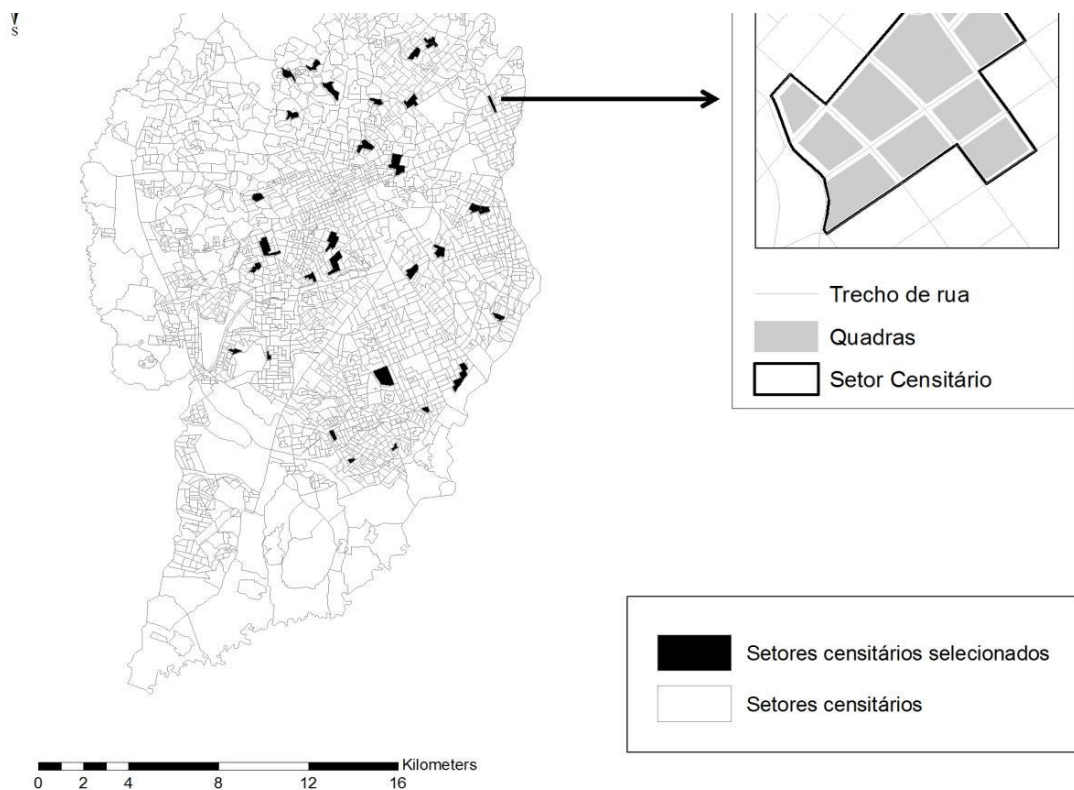 S
Trecho de rua
Quadras
Setor Censitário
Setores censitários selecionados
Setores censitários
Kilometers
0 2 4 8 12 16